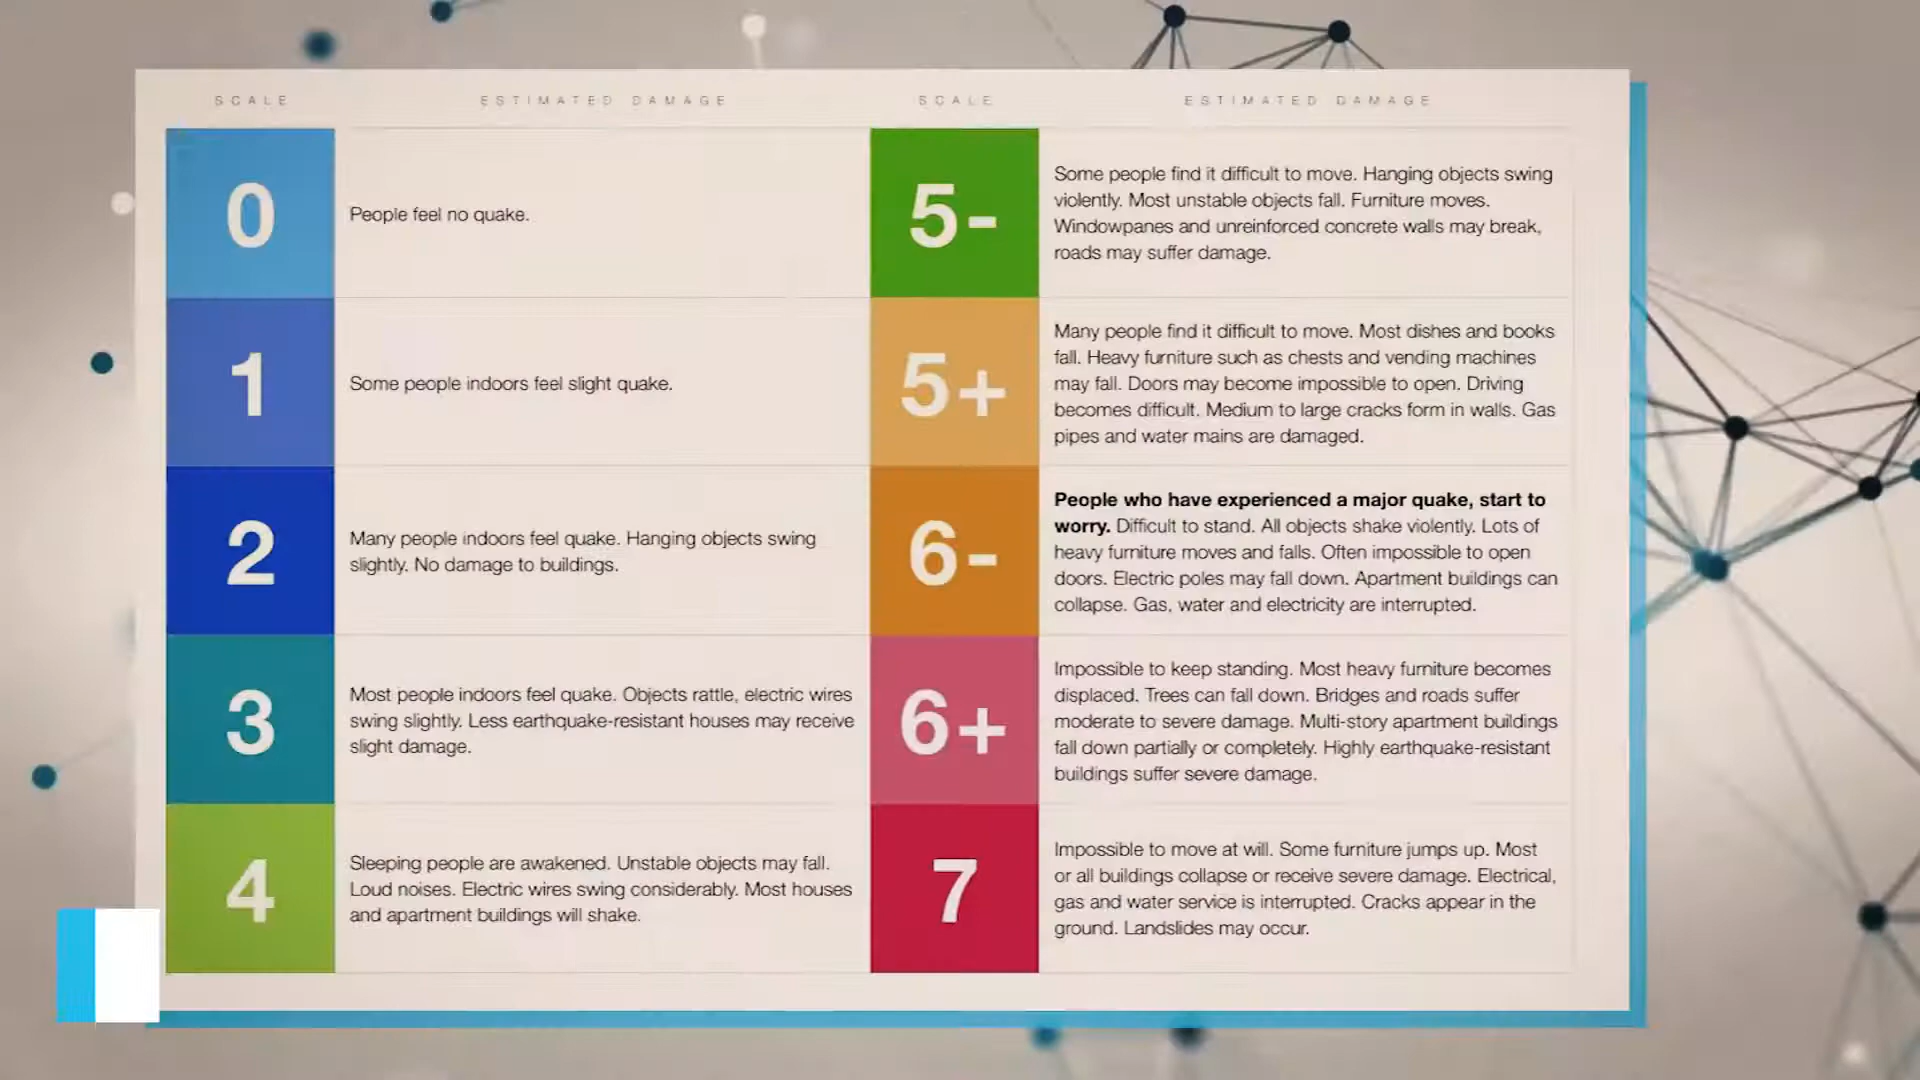 SCALE
ESTIMATED DAMAGE
SCALE
ESTIMATED DAMAGE
0
People feel no quake.
1
Some people indoors feel slight quake.
2
Many people indoors feel quake. Hanging objects swing
slightly. No damage to buildings.
3
Most people indoors feel quake. Objects rattle, electric wires
swing slightly. Less earthquake-resistant houses may receive
slight damage.
4
Sleeping people are awakened. Unstable objects may fall.
Loud noises. Electric wires swing considerably. Most houses
and apartment buildings will shake.
5-
Some people find it difficult to move. Hanging objects swing
violently. Most unstable objects fall. Furniture moves.
Windowpanes and unreinforced concrete walls may break,
roads may suffer damage.
5+
Many people find it difficult to move. Most dishes and books
fall. Heavy furniture such as chests and vending machines
may fall. Doors may become impossible to open. Driving
becomes difficult. Medium to large cracks form in walls. Gas
pipes and water mains are damaged.
6-
People who have experienced a major quake, start to
worry. Difficult to stand. All objects shake violently. Lots of
heavy furniture moves and falls. Often impossible to open
doors. Electric poles may fall down. Apartment buildings can
collapse. Gas, water and electricity are interrupted.
6+
Impossible to keep standing. Most heavy furniture becomes
displaced. Trees can fall down. Bridges and roads suffer
moderate to severe damage. Multi-story apartment buildings
fall down partially or completely. Highly earthquake-resistant
buildings suffer severe damage.
7
Impossible to move at will. Some furniture jumps up. Most
or all buildings collapse or receive severe damage. Electrical,
gas and water service is interrupted. Cracks appear in the
ground. Landslides may occur.